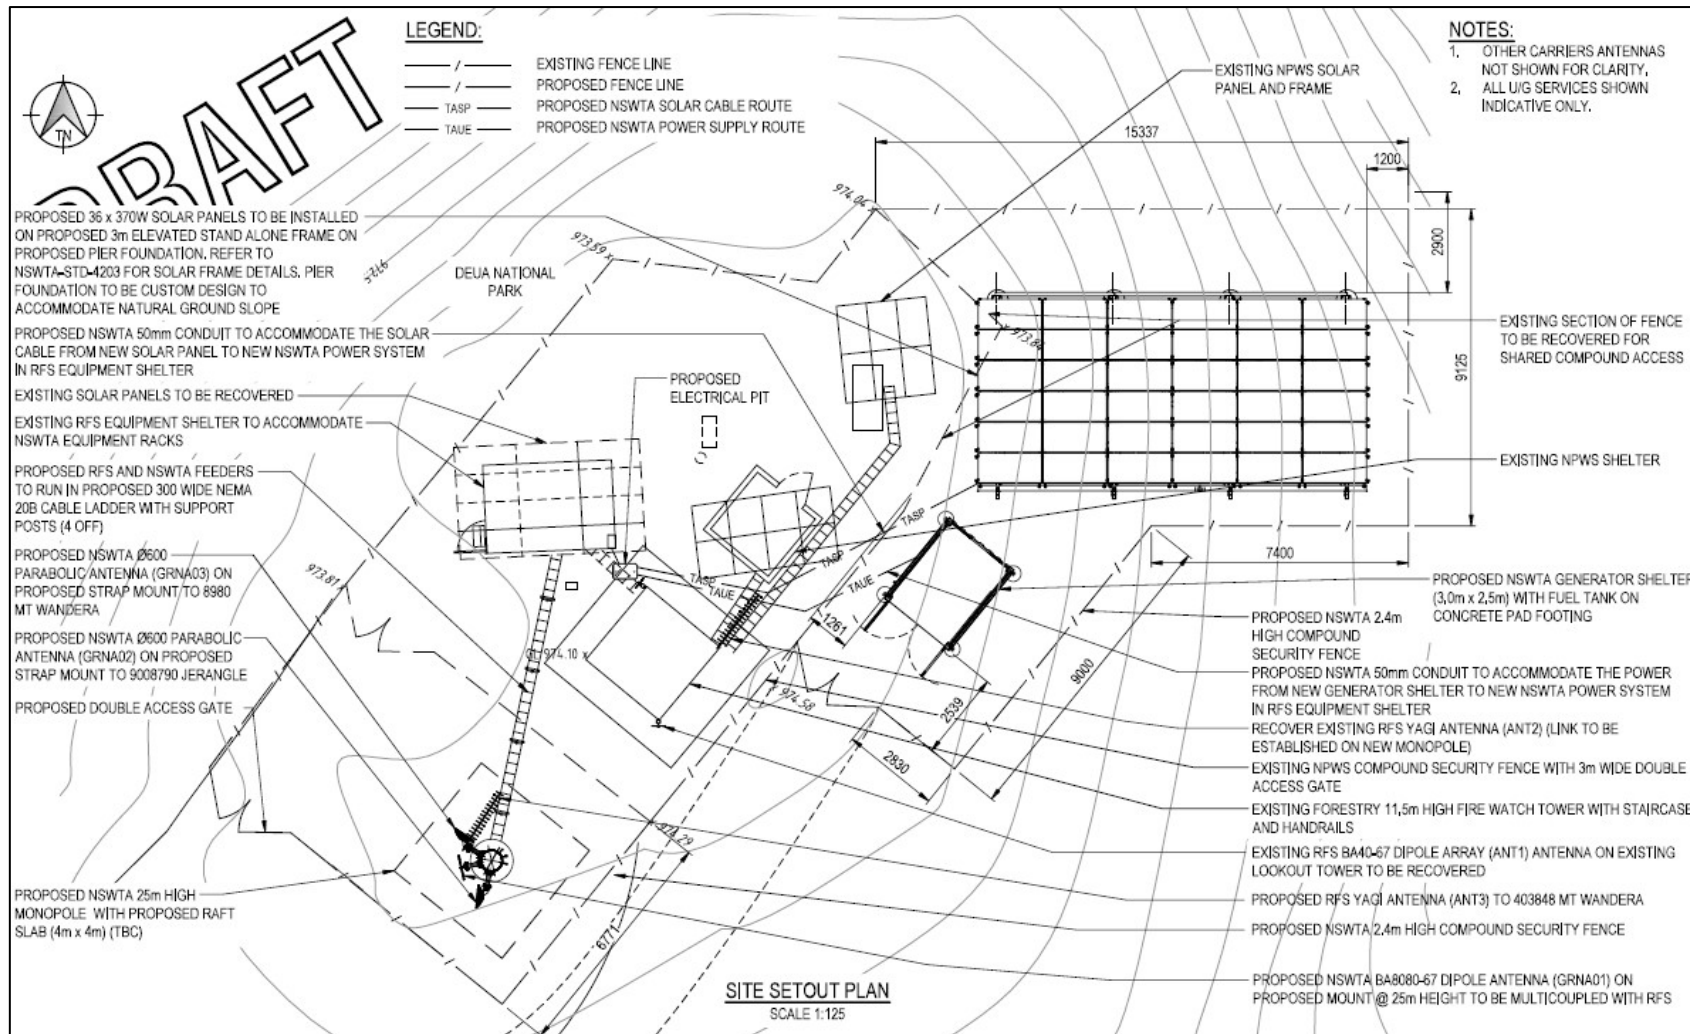 DRAFT
LEGEND:
EXISTING FENCE LINE
PROPOSED FENCE LINE
TASP PROPOSED NSWTA SOLAR CABLE ROUTE
TAUE PROPOSED NSWTA POWER SUPPLY ROUTE
NOTES:
1. OTHER CARRIERS ANTENNAS
NOT SHOWN FOR CLARITY.
2. ALL U/G SERVICES SHOWN
INDICATIVE ONLY.
TN
EXISTING NPWS SOLAR
PANEL AND FRAME
15337
1200
2900
9125
974.04
973.59
973.84
DEUA NATIONAL
PARK
PROPOSED 36 x 370W SOLAR PANELS TO BE INSTALLED
ON PROPOSED 3m ELEVATED STAND ALONE FRAME ON
PROPOSED PIER FOUNDATION. REFER TO
NSWTA-STD-4203 FOR SOLAR FRAME DETAILS. PIER
FOUNDATION TO BE CUSTOM DESIGN TO
ACCOMMODATE NATURAL GROUND SLOPE
PROPOSED NSWTA 50mm CONDUIT TO ACCOMMODATE THE SOLAR
CABLE FROM NEW SOLAR PANEL TO NEW NSWTA POWER SYSTEM
IN RFS EQUIPMENT SHELTER
EXISTING SOLAR PANELS TO BE RECOVERED
EXISTING RFS EQUIPMENT SHELTER TO ACCOMMODATE
NSWTA EQUIPMENT RACKS
PROPOSED RFS AND NSWTA FEEDERS
TO RUN IN PROPOSED 300 WIDE NEMA
20B CABLE LADDER WITH SUPPORT
POSTS (4 OFF)
PROPOSED NSWTA Ø600
PARABOLIC ANTENNA (GRNA03) ON
PROPOSED STRAP MOUNT TO 8980
MT WANDERA
PROPOSED NSWTA Ø600 PARABOLIC
ANTENNA (GRNA02) ON PROPOSED
STRAP MOUNT TO 9008790 JERANGLE
PROPOSED DOUBLE ACCESS GATE
PROPOSED NSWTA 25m HIGH
MONOPOLE WITH PROPOSED RAFT
SLAB (4m x 4m) (TBC)
PROPOSED
ELECTRICAL PIT
TASP
TASP
TASP
TAUE
TAUE
973.81
974.10 x
974.58
974.29
1261
2539
2830
9000
7400
6771
EXISTING SECTION OF FENCE
TO BE RECOVERED FOR
SHARED COMPOUND ACCESS
EXISTING NPWS SHELTER
PROPOSED NSWTA GENERATOR SHELTER
(3.0m x 2.5m) WITH FUEL TANK ON
CONCRETE PAD FOOTING
PROPOSED NSWTA 2.4m
HIGH COMPOUND
SECURITY FENCE
PROPOSED NSWTA 50mm CONDUIT TO ACCOMMODATE THE POWER
FROM NEW GENERATOR SHELTER TO NEW NSWTA POWER SYSTEM
IN RFS EQUIPMENT SHELTER
RECOVER EXISTING RFS YAGI ANTENNA (ANT2) (LINK TO BE
ESTABLISHED ON NEW MONOPOLE)
EXISTING NPWS COMPOUND SECURITY FENCE WITH 3m WIDE DOUBLE
ACCESS GATE
EXISTING FORESTRY 11.5m HIGH FIRE WATCH TOWER WITH STAIRCASE
AND HANDRAILS
EXISTING RFS BA40-67 DIPOLE ARRAY (ANT1) ANTENNA ON EXISTING
LOOKOUT TOWER TO BE RECOVERED
PROPOSED RFS YAGI ANTENNA (ANT3) TO 403848 MT WANDERA
PROPOSED NSWTA 2.4m HIGH COMPOUND SECURITY FENCE
PROPOSED NSWTA BA8080-67 DIPOLE ANTENNA (GRNA01) ON
PROPOSED MOUNT @ 25m HEIGHT TO BE MULTICOUPLED WITH RFS
SITE SETOUT PLAN
SCALE 1:125